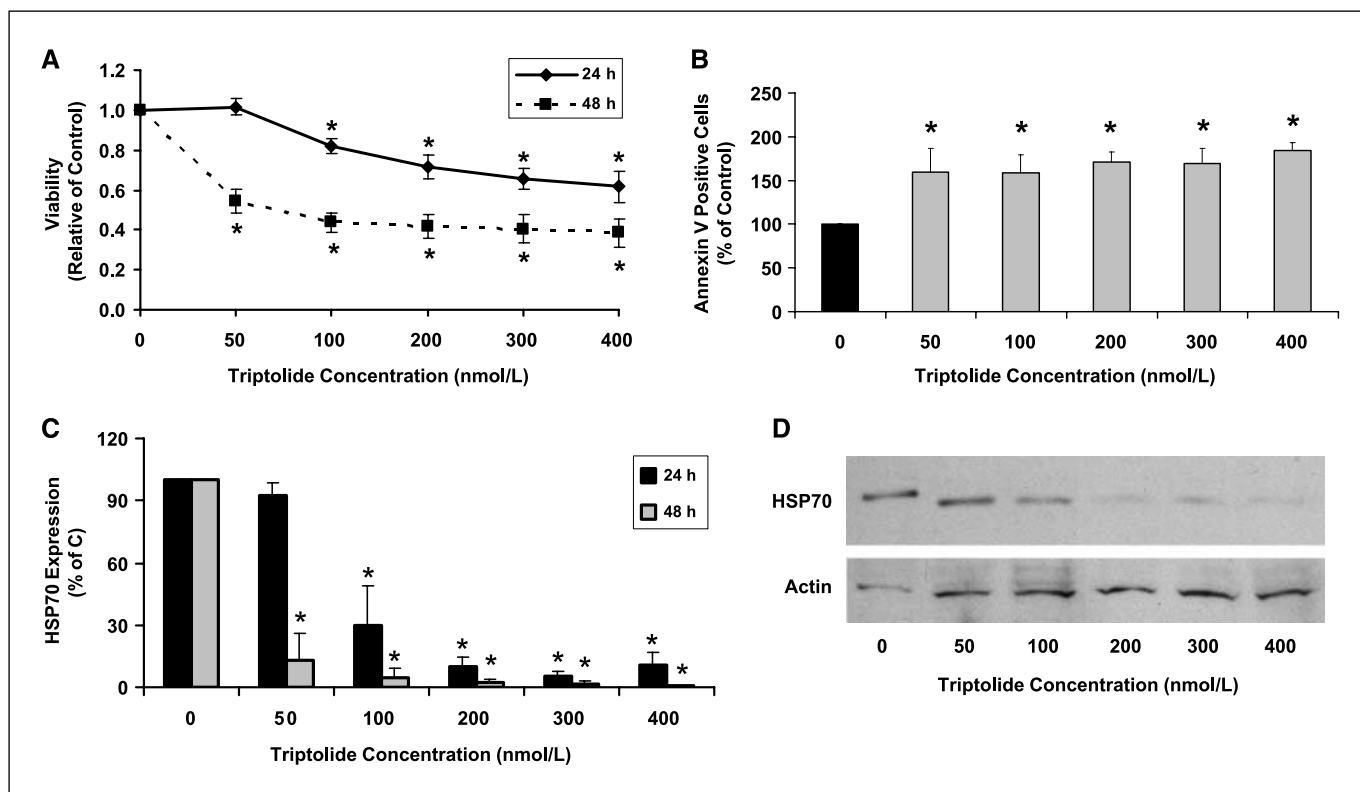 A
1.2
1.0
0.8
0.6
0.4
0.2
0.0
Viability
(Relative of Control)
24 h
48 h
* * * *
* * * * *
0 50 100 200 300 400
Triptolide Concentration (nmol/L)
B
250
200
150
100
50
0
Annexin V Positive Cells
(% of Control)
* * * * *
0 50 100 200 300 400
Triptolide Concentration (nmol/L)
C
120
90
60
30
0
HSP70 Expression
(% of C)
24 h
48 h
* * * * * * * * *
0 50 100 200 300 400
Triptolide Concentration (nmol/L)
D
HSP70
Actin
0 50 100 200 300 400
Triptolide Concentration (nmol/L)